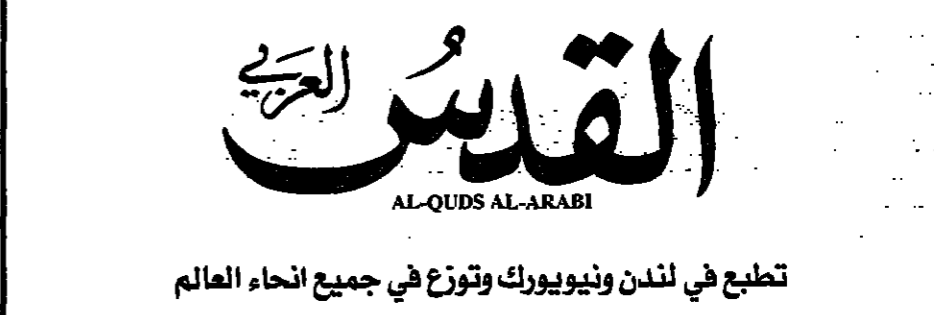 القدسُ العربي
AL-QUDS AL-ARABI
تطبع في لندن ونيويورك وتوزع في جميع انحاء العالم